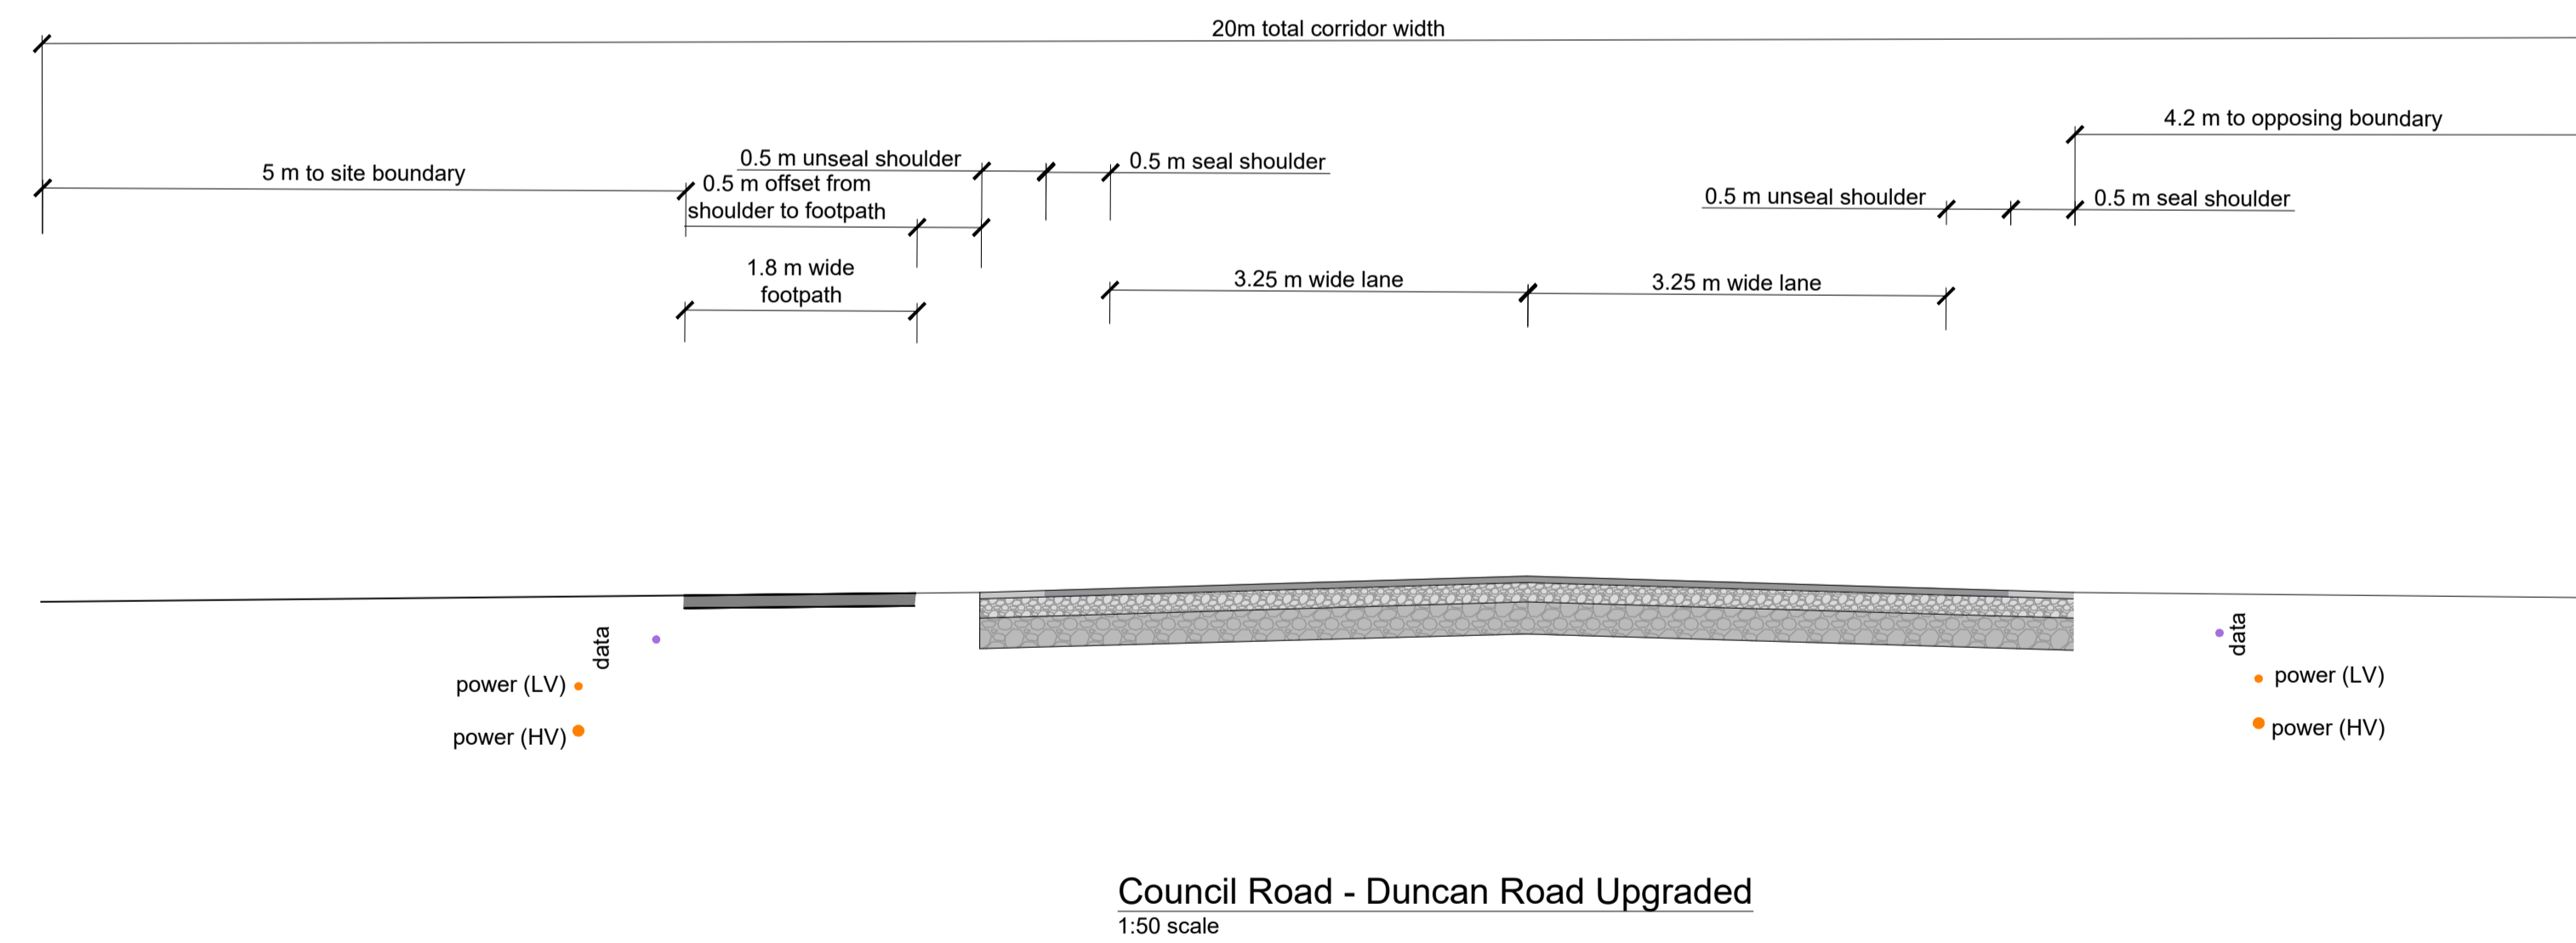 20m total corridor width
4.2 m to opposing boundary
5 m to site boundary
0.5 m unseal shoulder
0.5 m seal shoulder
0.5 m offset from
shoulder to footpath
0.5 m unseal shoulder
0.5 m seal shoulder
1.8 m wide
footpath
3.25 m wide lane
3.25 m wide lane
data
power (LV)
power (HV)
data
power (LV)
power (HV)
Council Road - Duncan Road Upgraded
1:50 scale